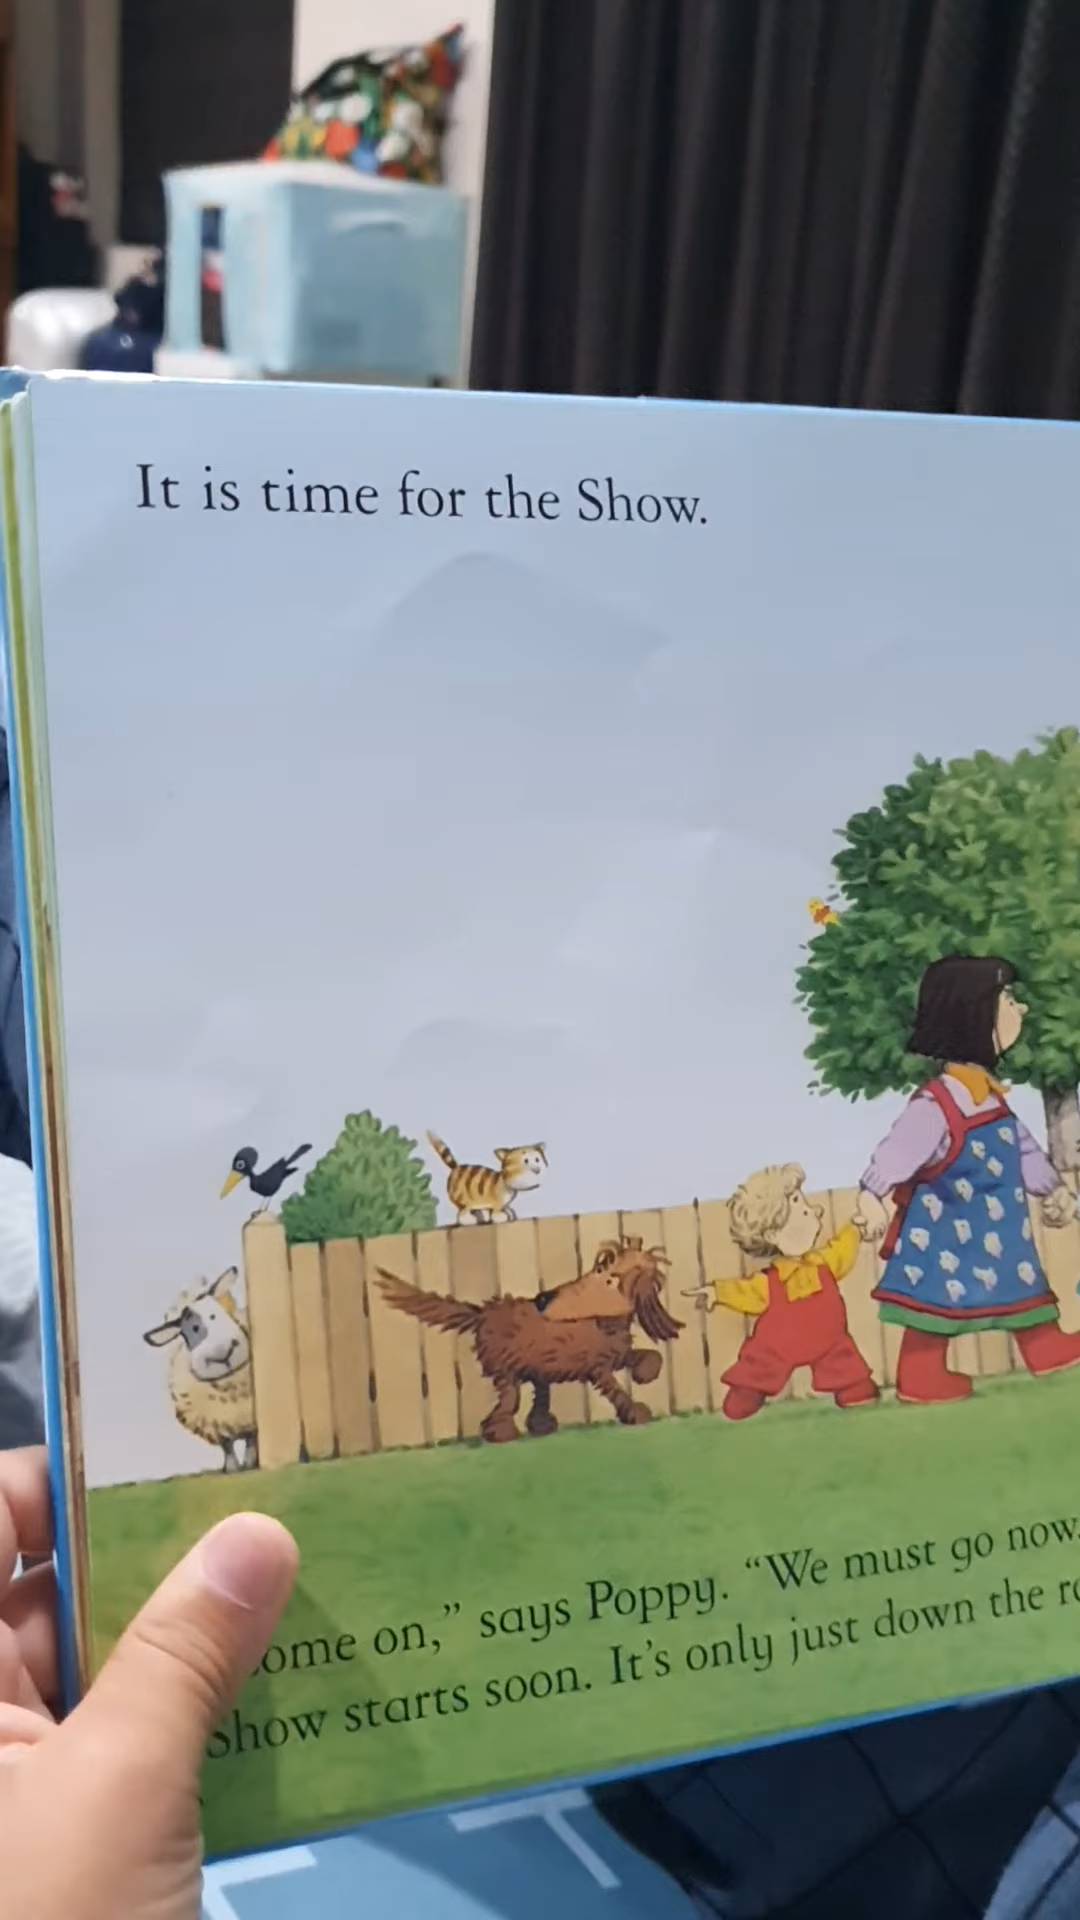 It is time for the Show.
ome on,” says Poppy. “We must go now.
Show starts soon. It’s only just down the